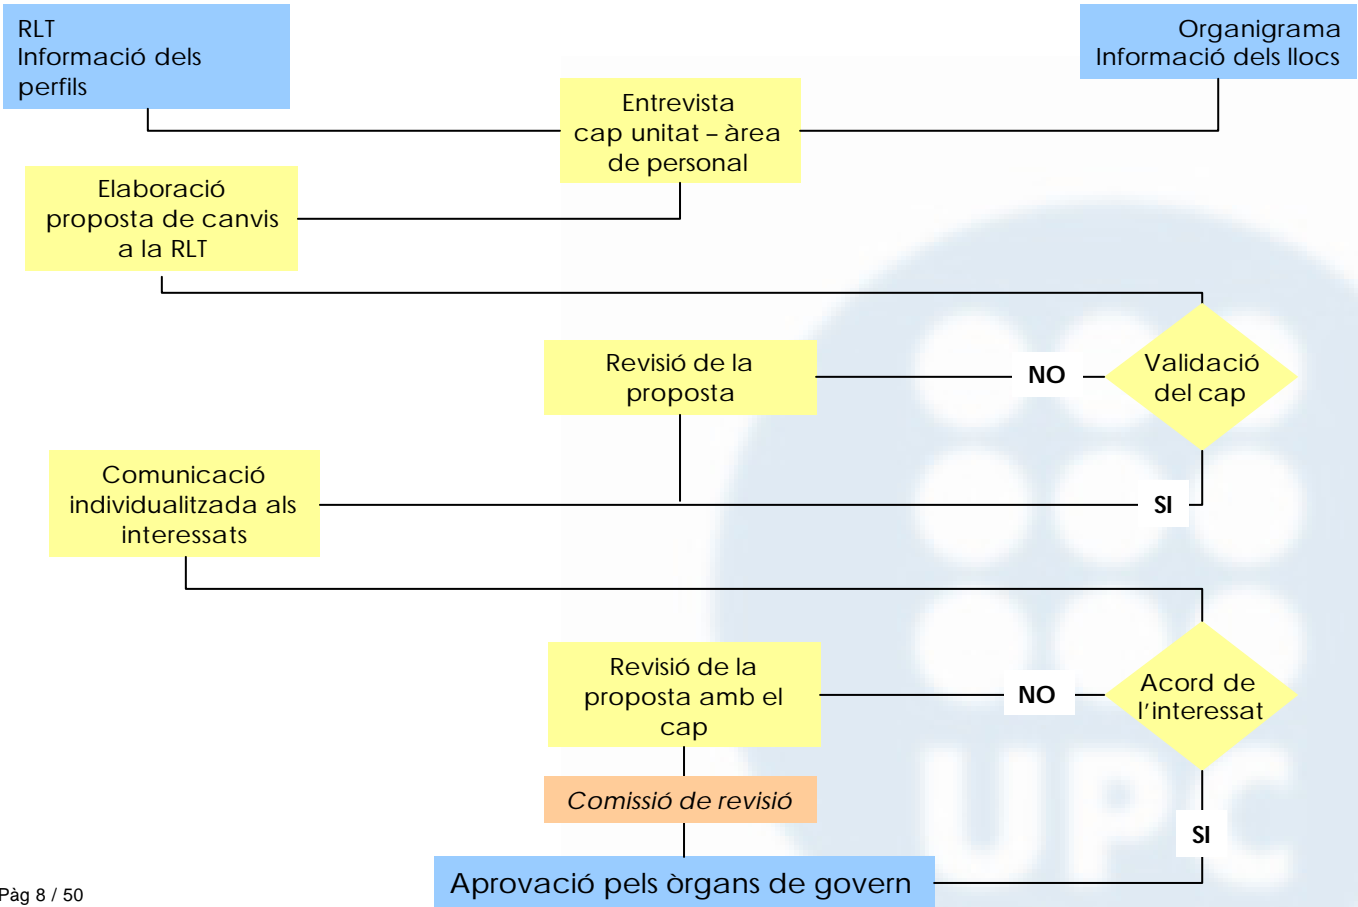 RLT
Informació dels
perfils
Organigrama
Informació dels llocs
Entrevista
cap unitat – àrea
de personal
Elaboració
proposta de canvis
a la RLT
Revisió de la
proposta
NO
Validació
del cap
Comunicació
individualitzada als
interessats
SI
Revisió de la
proposta amb el
cap
NO
Acord de
l'interessat
Comissió de revisió
SI
Aprovació pels òrgans de govern
UPC
Pàg 8 / 50